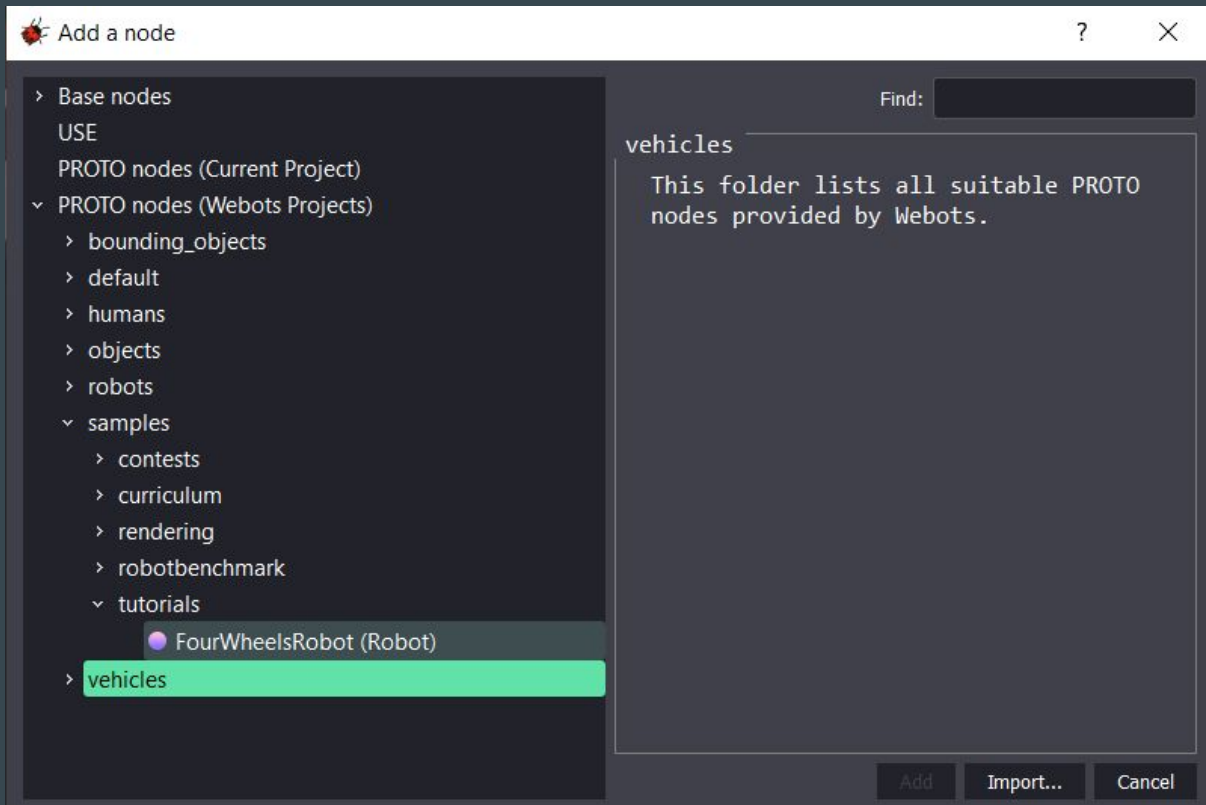 Add a node
?
Base nodes
USE
PROTO nodes (Current Project)
PROTO nodes (Webots Projects)
bounding_objects
default
humans
objects
robots
samples
contests
curriculum
rendering
robotbenchmark
tutorials
FourWheelsRobot (Robot)
vehicles
Find:
vehicles
This folder lists all suitable PROTO
nodes provided by Webots.
Add
Import...
Cancel